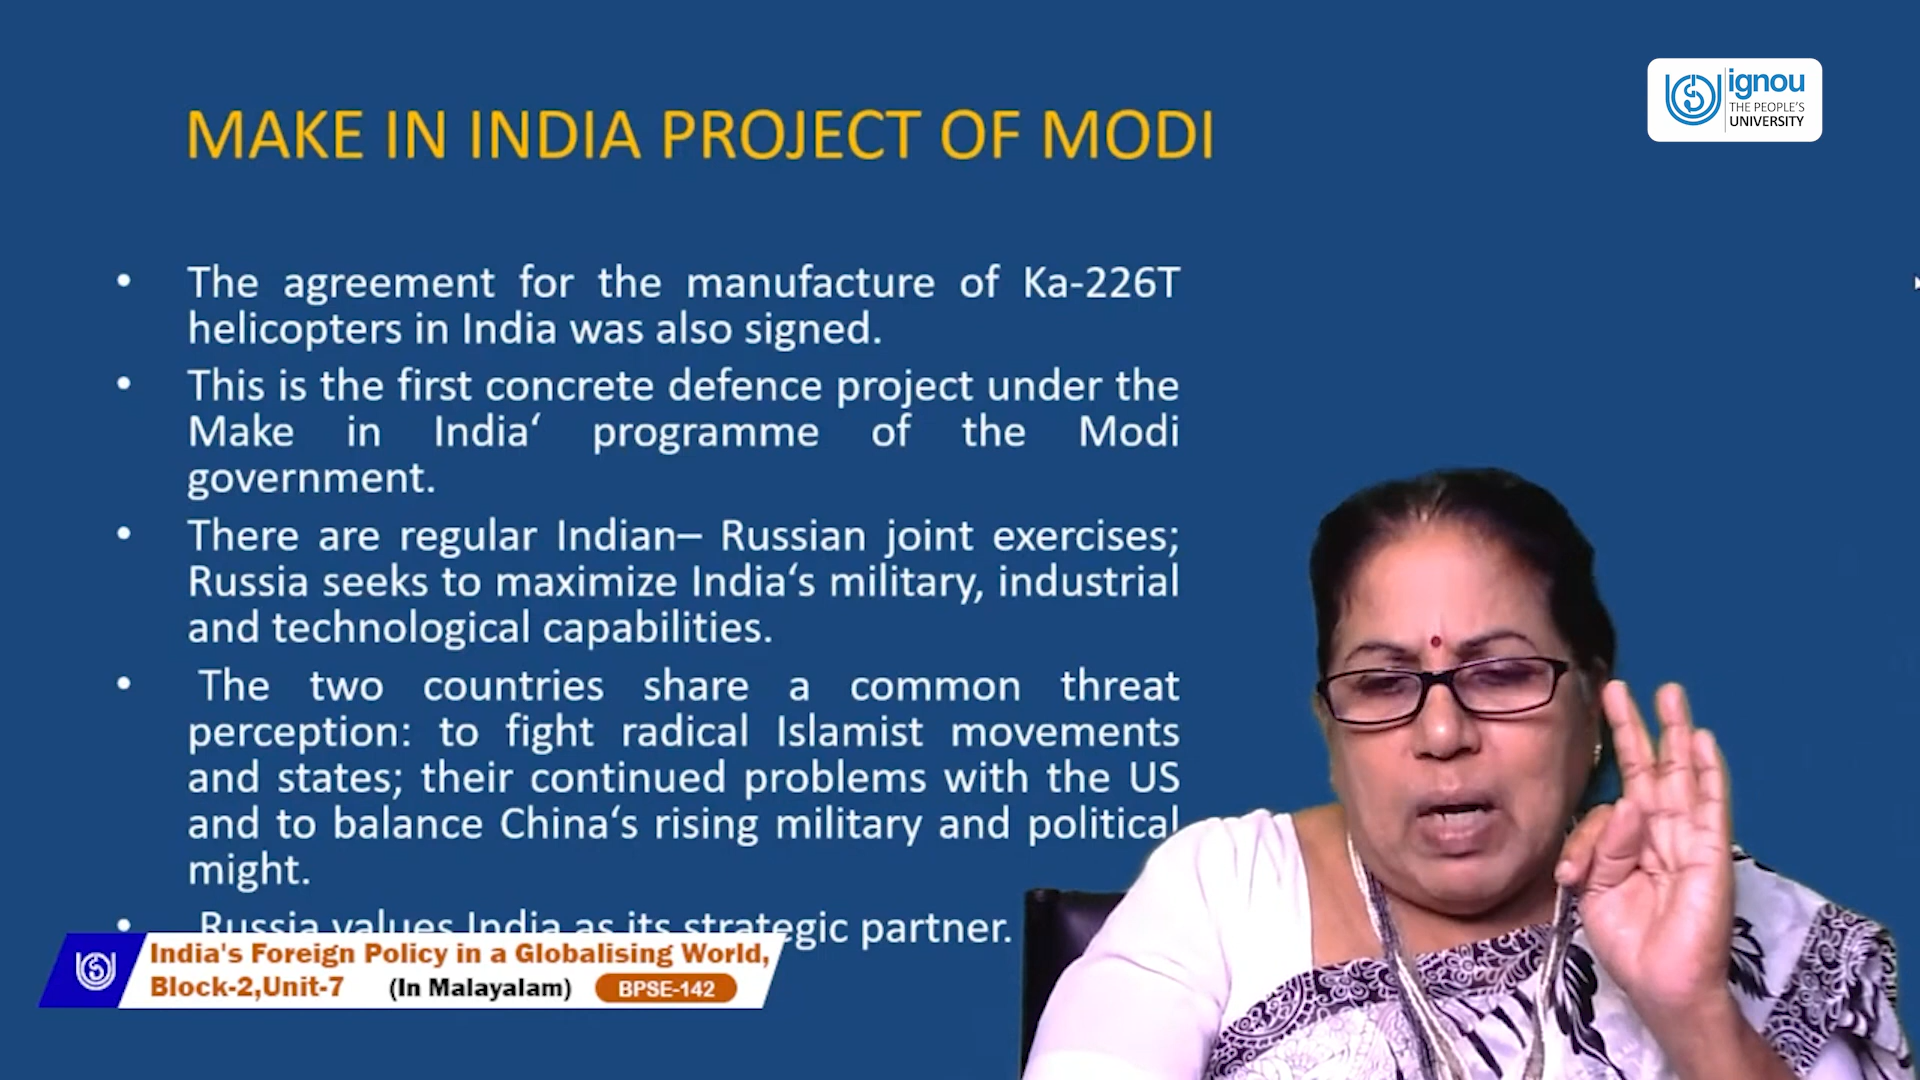 ignou
THE PEOPLE'S
UNIVERSITY
MAKE IN INDIA PROJECT OF MODI
• The agreement for the manufacture of Ka-226T
helicopters in India was also signed.
• This is the first concrete defence project under the
Make in India‘ programme of the Modi
government.
• There are regular Indian– Russian joint exercises;
Russia seeks to maximize India‘s military, industrial
and technological capabilities.
• The two countries share a common threat
perception: to fight radical Islamist movements
and states; their continued problems with the US
and to balance China‘s rising military and political
might.
• Russia values India as its strategic partner.
India's Foreign Policy in a Globalising World,
Block-2,Unit-7 (In Malayalam) BPSE-142